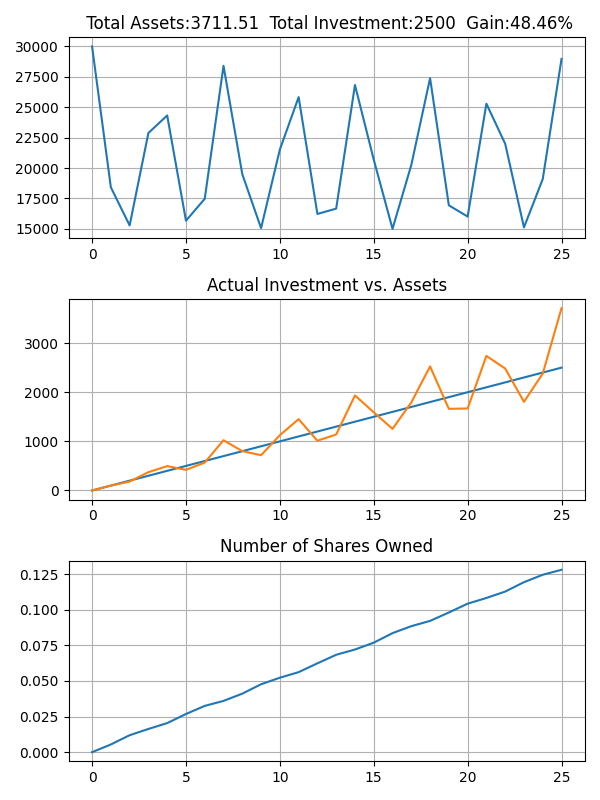 Total Assets:3711.51  Total Investment:2500  Gain:48.46%
30000
27500
25000
22500
20000
17500
15000
0 5 10 15 20 25
Actual Investment vs. Assets
3000
2000
1000
0
0 5 10 15 20 25
Number of Shares Owned
0.125
0.100
0.075
0.050
0.025
0.000
0 5 10 15 20 25